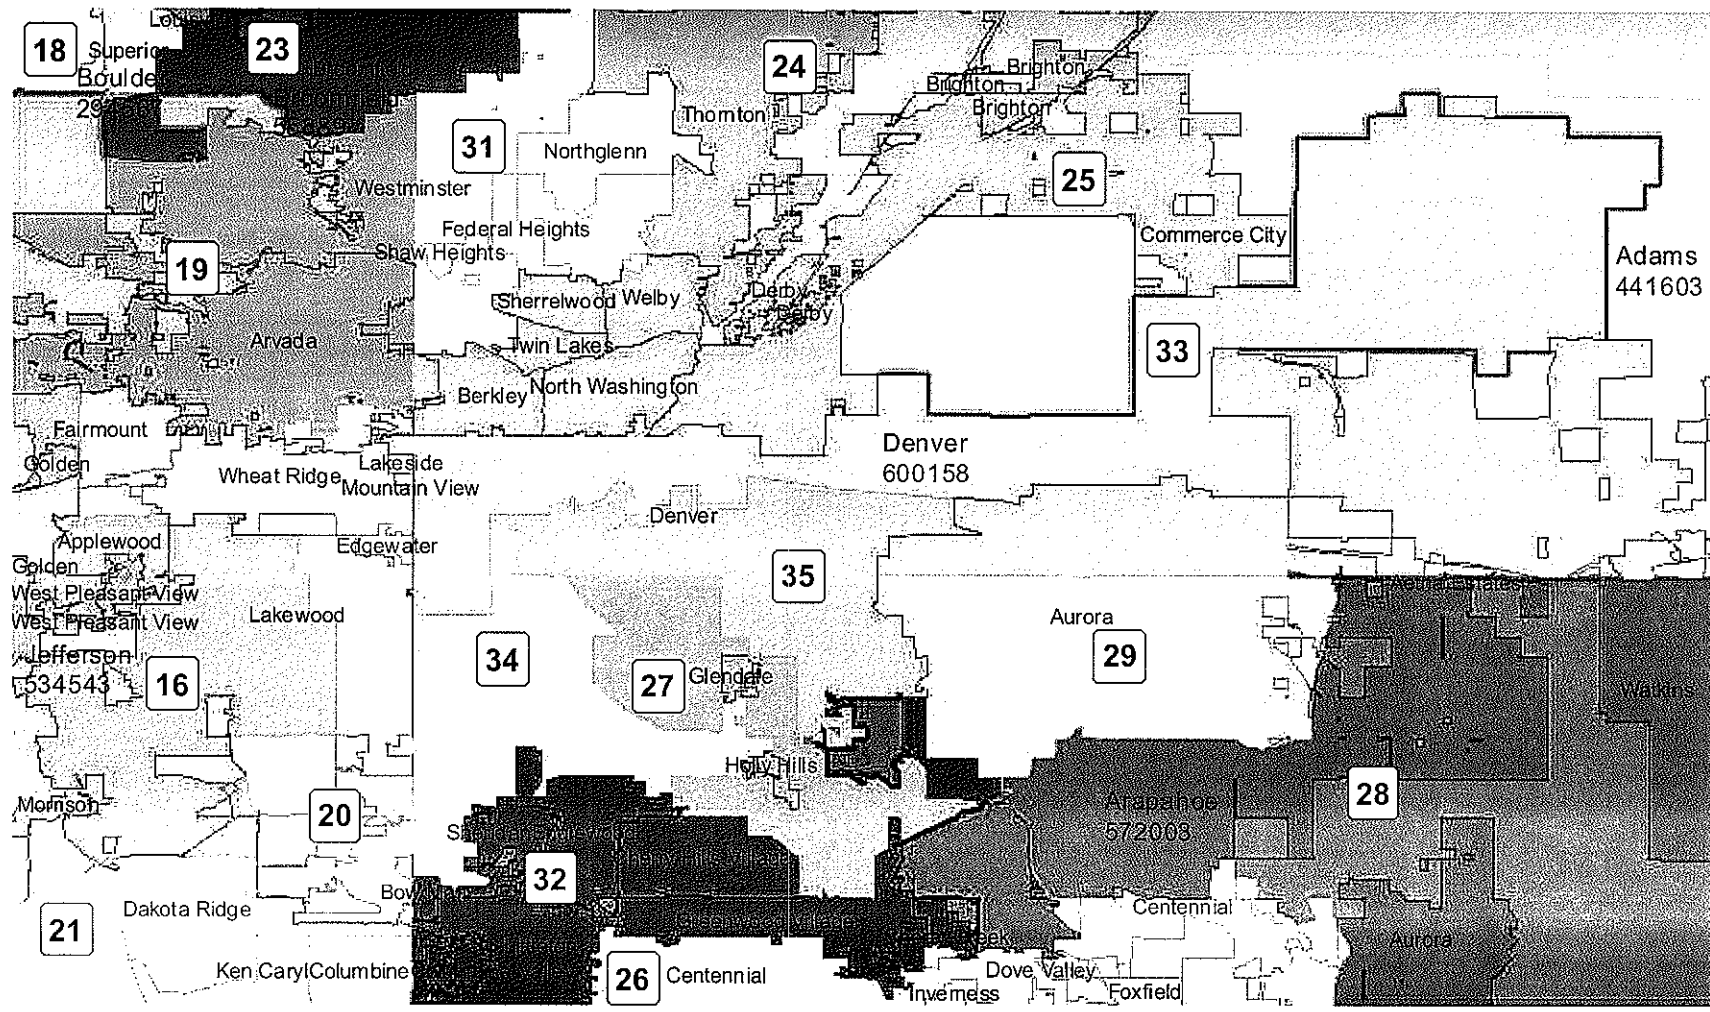 18
Superior
Boulder
23
24
Brighton
Brighton
Brighton
Thornton
31
Northglenn
25
Westminster
Federal Heights
Shaw Heights
Commerce City
19
Adams
441603
Sherrelwood
Welby
Derby
Derby
Arvada
Twin Lakes
33
Berkley
North Washington
Fairmount
Golden
Wheat Ridge
Lakeside
Mountain View
Denver
600158
Denver
Applewood
Edgewater
Golden
West Pleasant View
West Pleasant View
35
Lakewood
Aurora
Jefferson
534543
16
34
27
Glendale
29
Watkins
Holly Hills
Morrison
20
Arapahoe
572003
28
32
21
Dakota Ridge
Centennial
Aurora
Ken Caryl
Columbine
26
Centennial
Dove Valley
Inverness
Foxfield